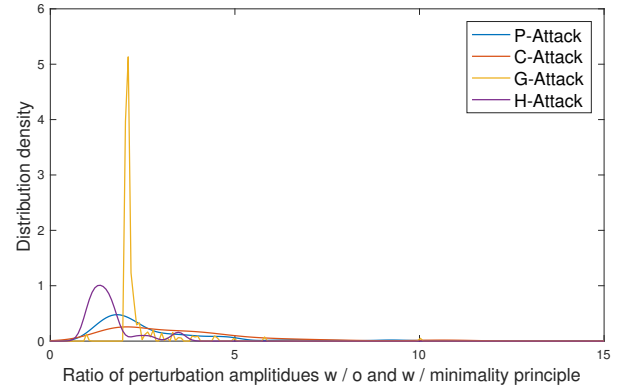 6
5
4
3
2
1
0
0
5
10
15
Distribution density
Ratio of perturbation amplitidues w / o and w / minimality principle
P-Attack
C-Attack
G-Attack
H-Attack